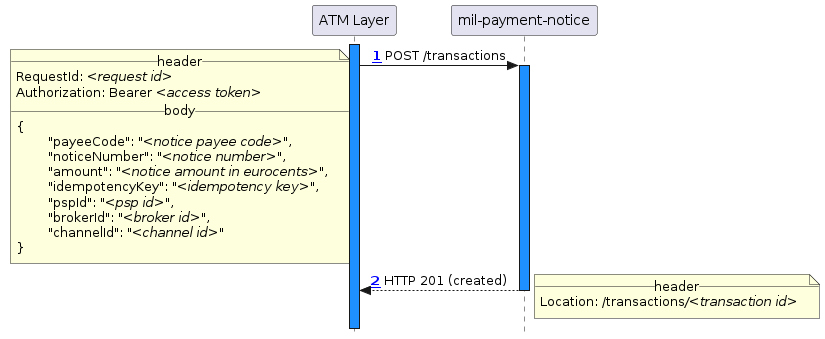 ATM Layer
mil-payment-notice
1 POST /transactions
header
RequestId: <request id>
Authorization: Bearer <access token>
body
{
"payeeCode": "<notice payee code>",
"noticeNumber": "<notice number>",
"amount": "<notice amount in eurocents>",
"idempotencyKey": "<idempotency key>",
"pspId": "<psp id>",
"brokerId": "<broker id>",
"channelId": "<channel id>"
}
2 HTTP 201 (created)
header
Location: /transactions/<transaction id>